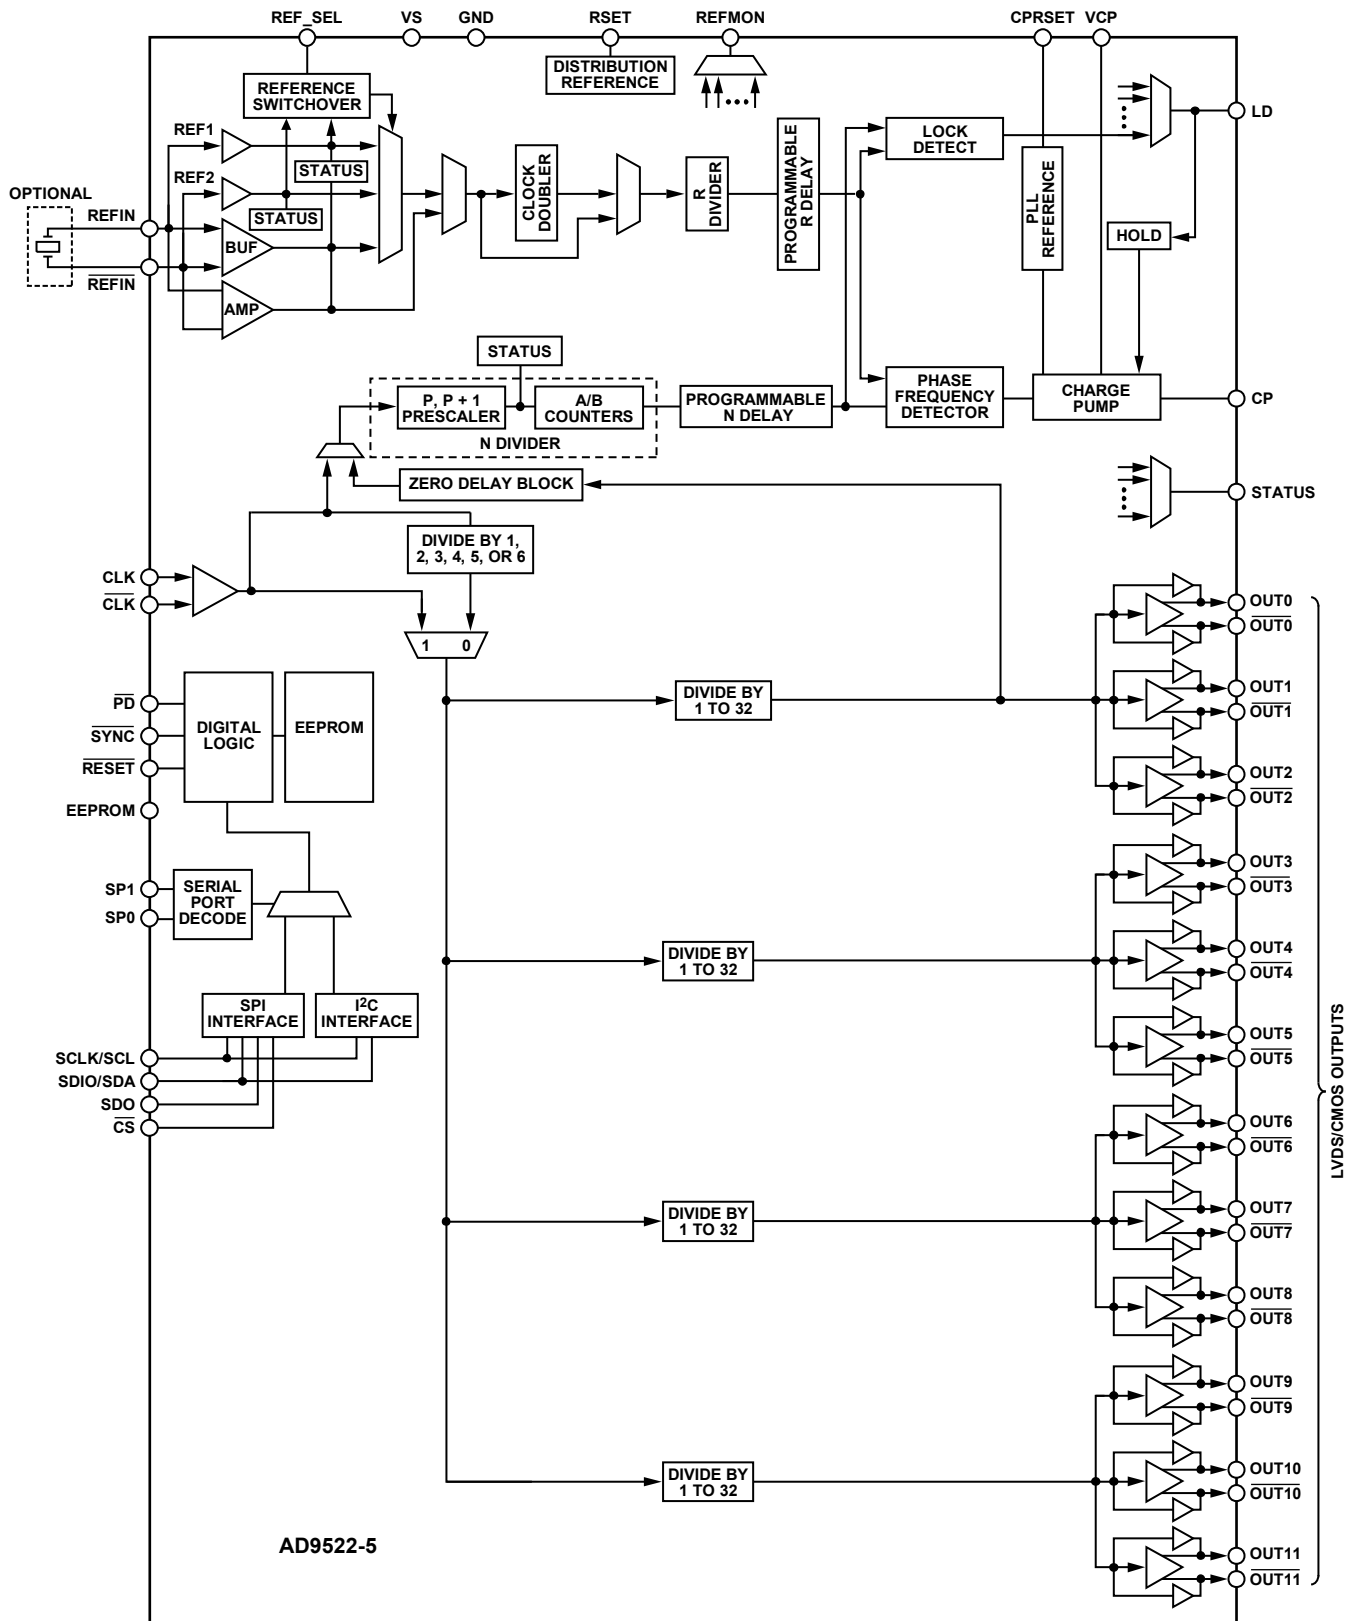 REF_SEL VS GND RSET REFMON CPRSET VCP
REFERENCE
SWITCHOVER
DISTRIBUTION
REFERENCE
LD
REF1
REF2
STATUS
STATUS
BUF
AMP
OPTIONAL
REFIN
REFIN
CLOCK
DOUBLER
R
DIVIDER
PROGRAMMABLE
R DELAY
LOCK
DETECT
PLL
REFERENCE
HOLD
STATUS
P, P + 1
PRESCALER
A/B
COUNTERS
N DIVIDER
PROGRAMMABLE
N DELAY
PHASE
FREQUENCY
DETECTOR
CHARGE
PUMP
CP
ZERO DELAY BLOCK
STATUS
DIVIDE BY 1,
2, 3, 4, 5, OR 6
CLK
CLK
1 0
PD
SYNC
RESET
EEPROM
DIGITAL
LOGIC
EEPROM
SP1
SP0
SERIAL
PORT
DECODE
SPI
INTERFACE
I²C
INTERFACE
SCLK/SCL
SDIO/SDA
SDO
CS
DIVIDE BY
1 TO 32
DIVIDE BY
1 TO 32
DIVIDE BY
1 TO 32
DIVIDE BY
1 TO 32
OUT0
OUT0
OUT1
OUT1
OUT2
OUT2
OUT3
OUT3
OUT4
OUT4
OUT5
OUT5
OUT6
OUT6
OUT7
OUT7
OUT8
OUT8
OUT9
OUT9
OUT10
OUT10
OUT11
OUT11
LVDS/CMOS OUTPUTS
AD9522-5